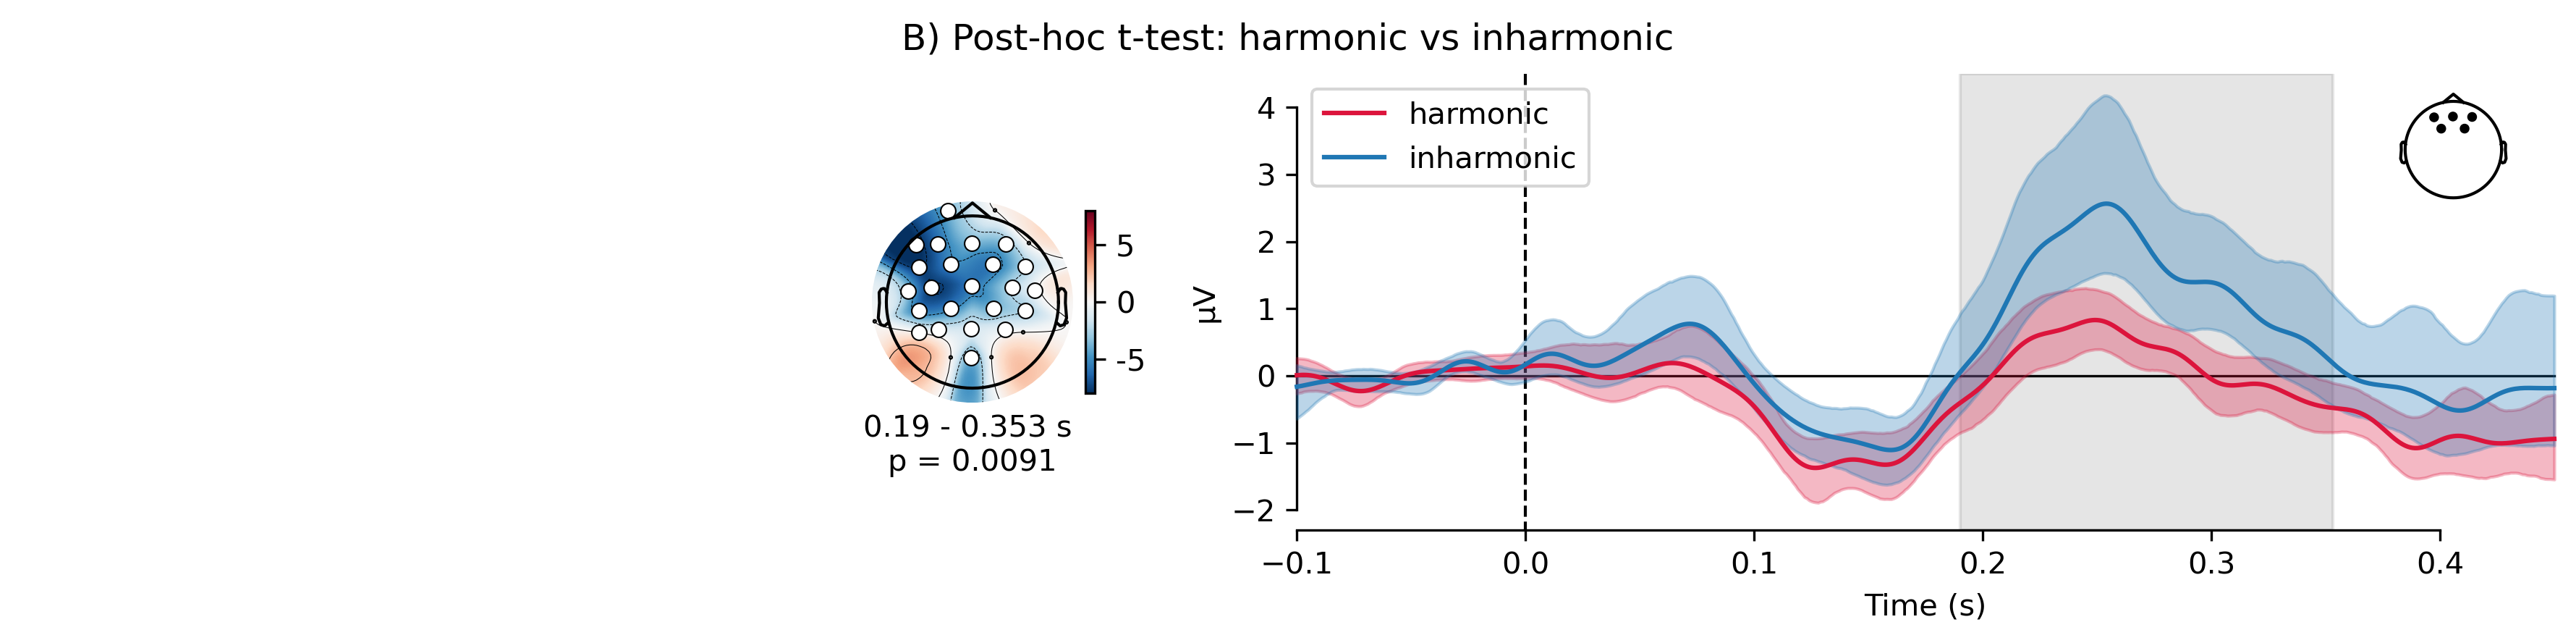 B) Post-hoc t-test: harmonic vs inharmonic
5
0
-5
0.19 - 0.353 s
p = 0.0091
µV
4
3
2
1
0
−1
−2
harmonic
inharmonic
−0.1
0.0
0.1
0.2
0.3
0.4
Time (s)